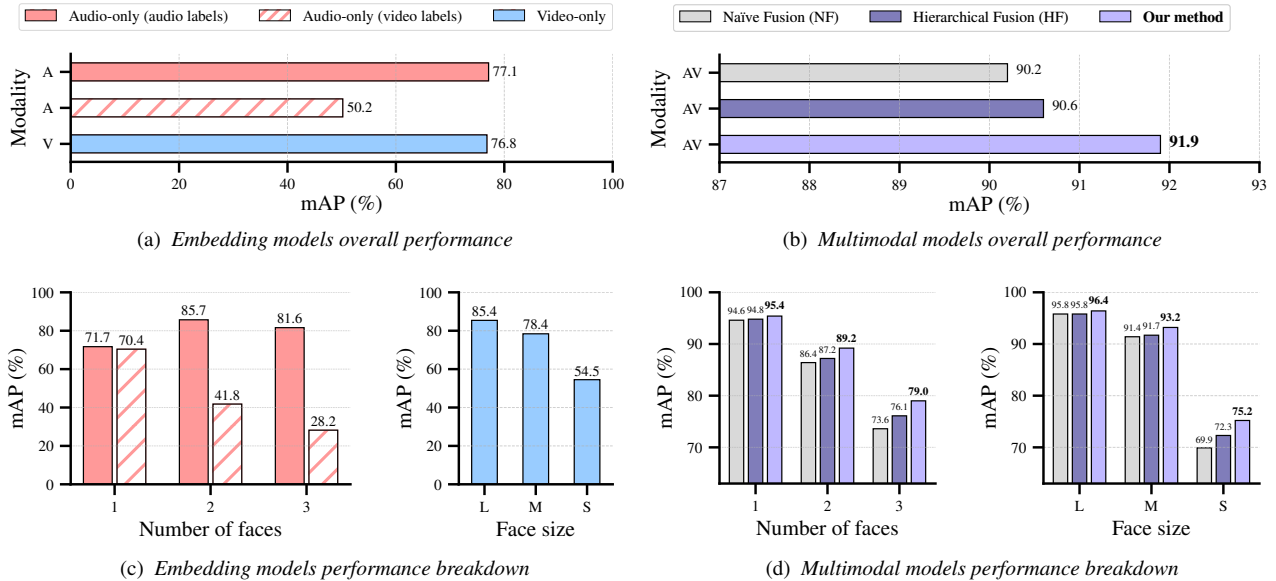 Audio-only (audio labels) Audio-only (video labels) Video-only
Modality
A 77.1
A 50.2
V 76.8
0 20 40 60 80 100
mAP (%)
(a) Embedding models overall performance
Naïve Fusion (NF) Hierarchical Fusion (HF) Our method
Modality
AV 90.2
AV 90.6
AV 91.9
87 88 89 90 91 92 93
mAP (%)
(b) Multimodal models overall performance
mAP (%)
100
80
60
40
20
0
71.7 70.4 85.7 41.8 81.6 28.2
1 2 3
Number of faces
mAP (%)
100
80
60
40
20
0
85.4 78.4 54.5
L M S
Face size
(c) Embedding models performance breakdown
mAP (%)
100
90
80
70
94.6 94.8 95.4 86.4 87.2 89.2 73.6 76.1 79.0
1 2 3
Number of faces
mAP (%)
100
90
80
70
95.8 95.8 96.4 91.4 91.7 93.2 69.9 72.3 75.2
L M S
Face size
(d) Multimodal models performance breakdown